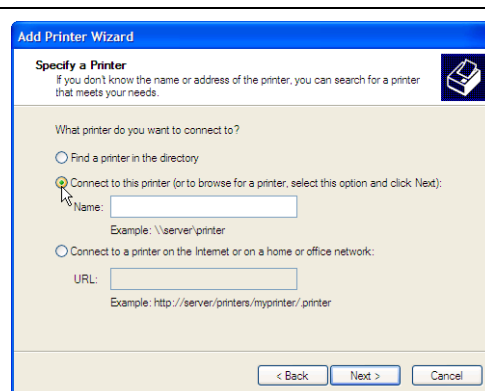 Add Printer Wizard
Specify a Printer
If you don't know the name or address of the printer, you can search for a printer
that meets your needs.
What printer do you want to connect to?
Find a printer in the directory
Connect to this printer (or to browse for a printer, select this option and click Next):
Name:
Example: \\server\printer
Connect to a printer on the Internet or on a home or office network:
URL:
Example: http://server/printers/myprinter/.printer
< Back Next > Cancel